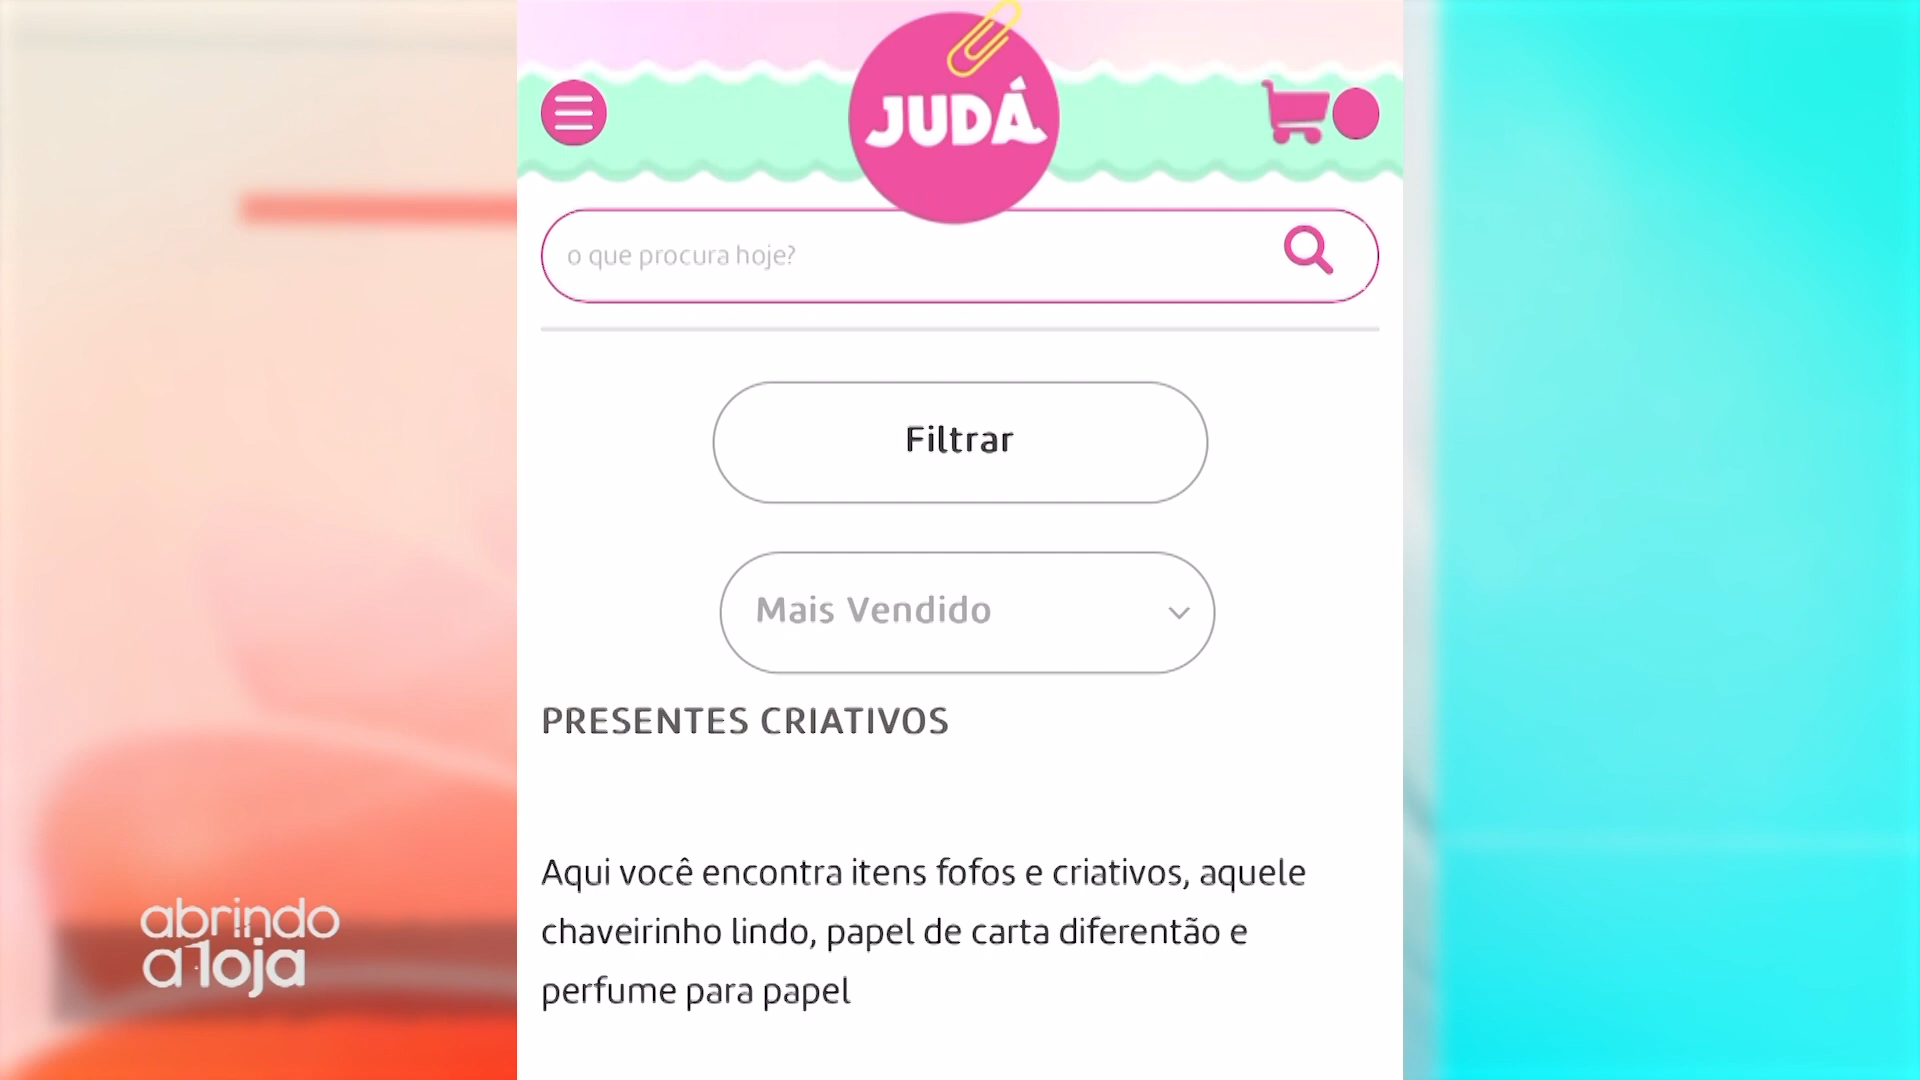 JUDÁ
o que procura hoje?
Filtrar
Mais Vendido
PRESENTES CRIATIVOS
Aqui você encontra itens fofos e criativos, aquele
chaveirinho lindo, papel de carta diferentão e
perfume para papel
abrindo
a loja